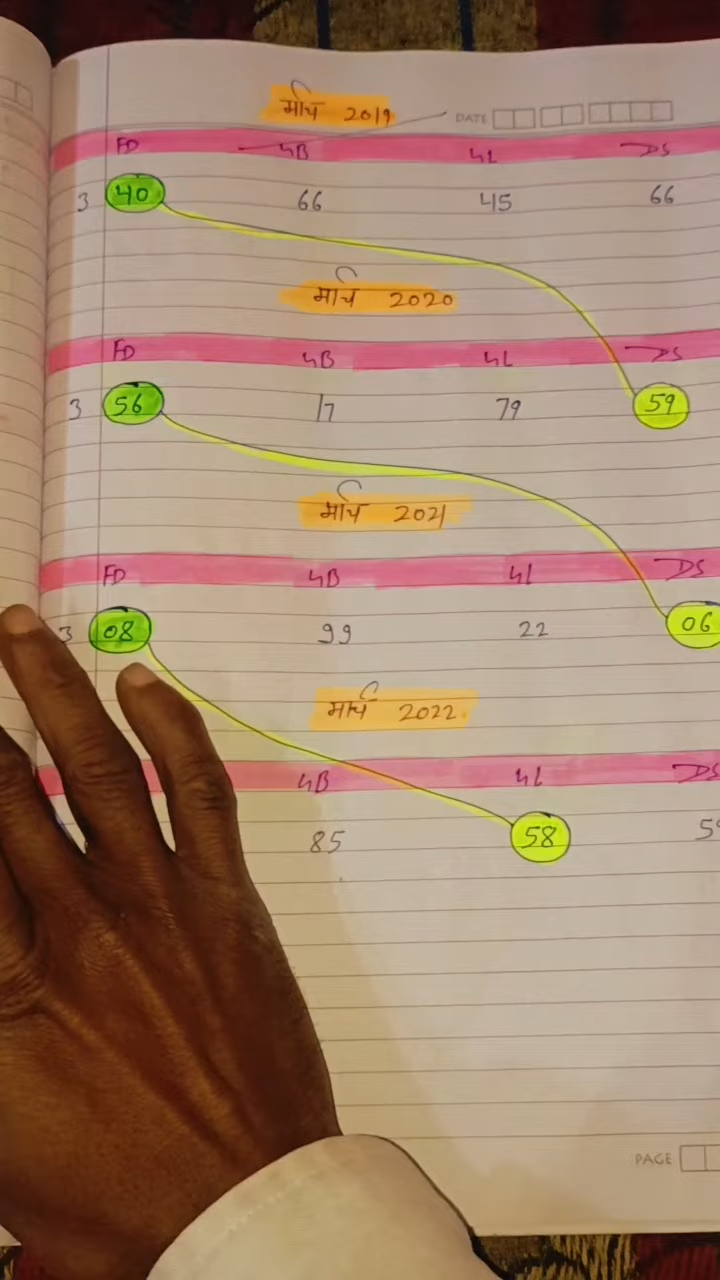 मार्च 2019
DATE
FD GB GL DS
3 40 66 45 66
मार्च 2020
FD GB GL DS
3 56 17 79 59
मार्च 2021
FD GB GL DS
3 08 99 22 06
मार्च 2022
GB GL DS
85 58
PAGE